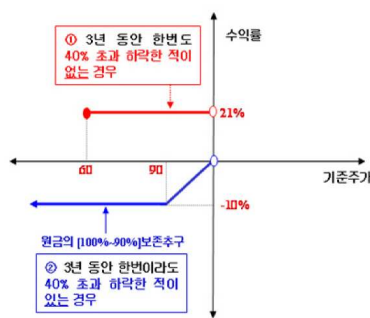 ① 3년 동안 한번도
40% 초과 하락한 적이
없는 경우
수익률
21%
60
90
기준주가
-10%
원금의 [100%~90%]보존추구
② 3년 동안 한번이라도
40% 초과 하락한 적이
있는 경우